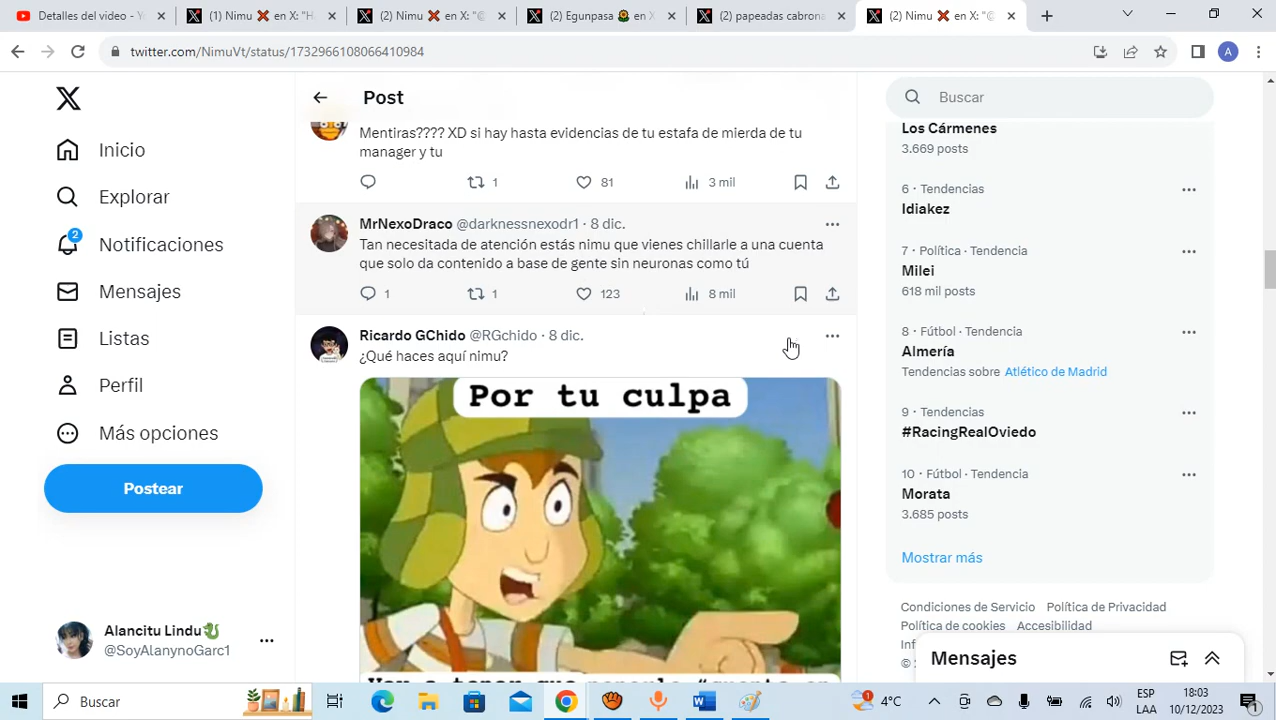 Detalles del video - Y
(1) Nimu ❌ en X: "H
(2) Nimu ❌ en X: "@
(2) Egunpasa 🌻 en X
(2) papeadas cabrona
(2) Nimu ❌ en X: "@
twitter.com/NimuVt/status/1732966108066410984
A
Inicio
Explorar
2
Notificaciones
Mensajes
Listas
Perfil
Más opciones
Postear
Alancitu Lindu🐉
@SoyAlanynoGarc1
Post
Mentiras???? XD si hay hasta evidencias de tu estafa de mierda de tu
manager y tu
1 81 3 mil
MrNexoDraco @darknessnexodr1 · 8 dic.
Tan necesitada de atención estás nimu que vienes chillarle a una cuenta
que solo da contenido a base de gente sin neuronas como tú
1 1 123 8 mil
Ricardo GChido @RGchido · 8 dic.
¿Qué haces aquí nimu?
Por tu culpa
Buscar
Los Cármenes
3.669 posts
6 · Tendencias
Idiakez
7 · Política · Tendencia
Milei
618 mil posts
8 · Fútbol · Tendencia
Almería
Tendencias sobre Atlético de Madrid
9 · Tendencias
#RacingRealOviedo
10 · Fútbol · Tendencia
Morata
3.685 posts
Mostrar más
Condiciones de Servicio Política de Privacidad
Política de cookies Accesibilidad
Mensajes
Buscar
1
4°C
ESP
LAA
18:03
10/12/2023
1